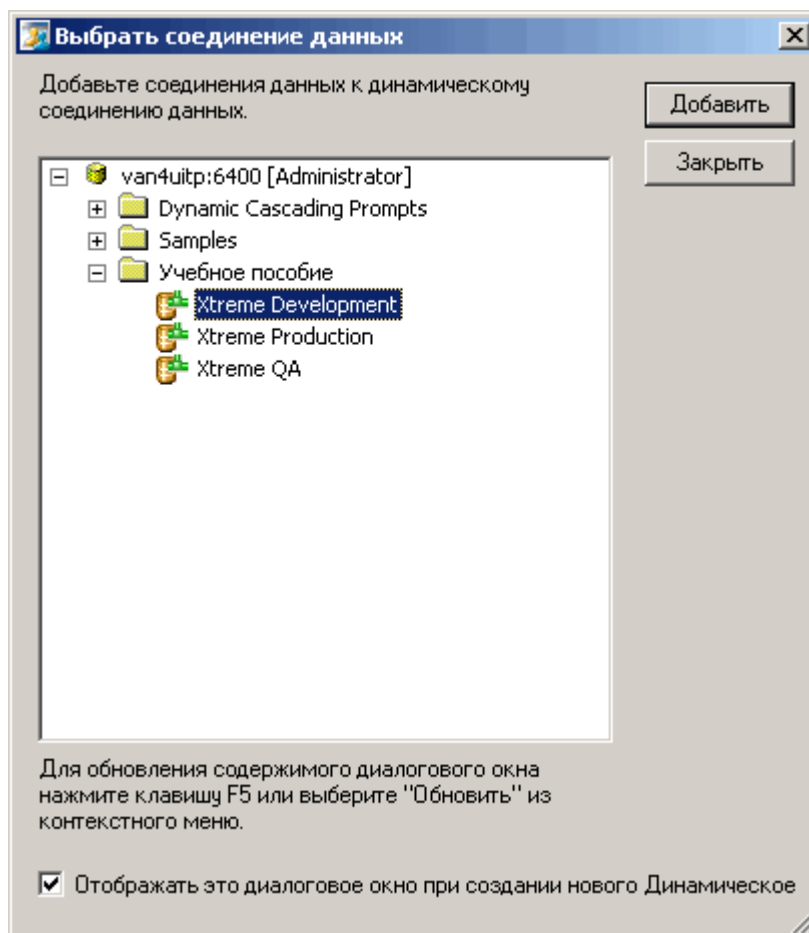 Выбрать соединение данных
Добавьте соединения данных к динамическому
соединению данных.
Добавить
Закрыть
van4uitp:6400 [Administrator]
Dynamic Cascading Prompts
Samples
Учебное пособие
Xtreme Development
Xtreme Production
Xtreme QA
Для обновления содержимого диалогового окна
нажмите клавишу F5 или выберите "Обновить" из
контекстного меню.
Отображать это диалоговое окно при создании нового Динамическое